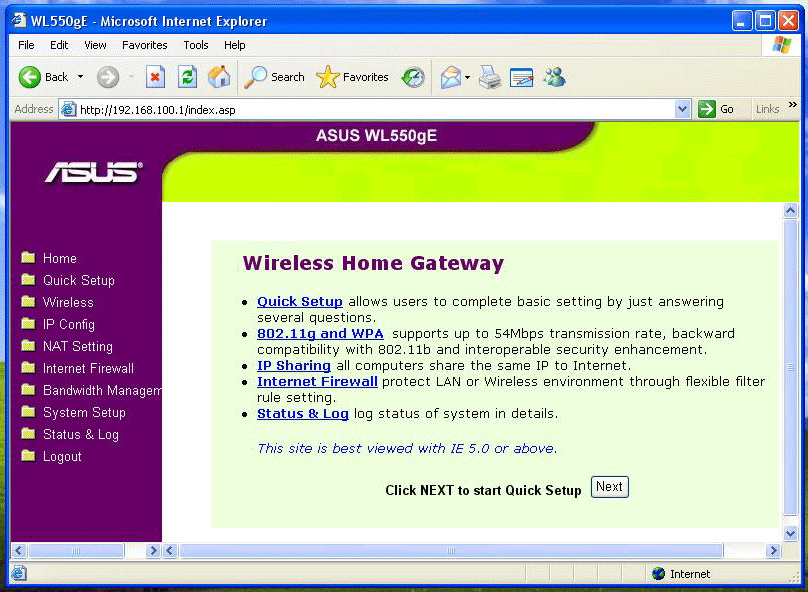 WL550gE - Microsoft Internet Explorer
File Edit View Favorites Tools Help
Back Search Favorites
Address http://192.168.100.1/index.asp Go Links »
ASUS WL550gE
ASUS
Home
Quick Setup
Wireless
IP Config
NAT Setting
Internet Firewall
Bandwidth Managem
System Setup
Status & Log
Logout
Wireless Home Gateway
Quick Setup allows users to complete basic setting by just answering
several questions.
802.11g and WPA supports up to 54Mbps transmission rate, backward
compatibility with 802.11b and interoperable security enhancement.
IP Sharing all computers share the same IP to Internet.
Internet Firewall protect LAN or Wireless environment through flexible filter
rule setting.
Status & Log log status of system in details.
This site is best viewed with IE 5.0 or above.
Click NEXT to start Quick Setup Next
Internet